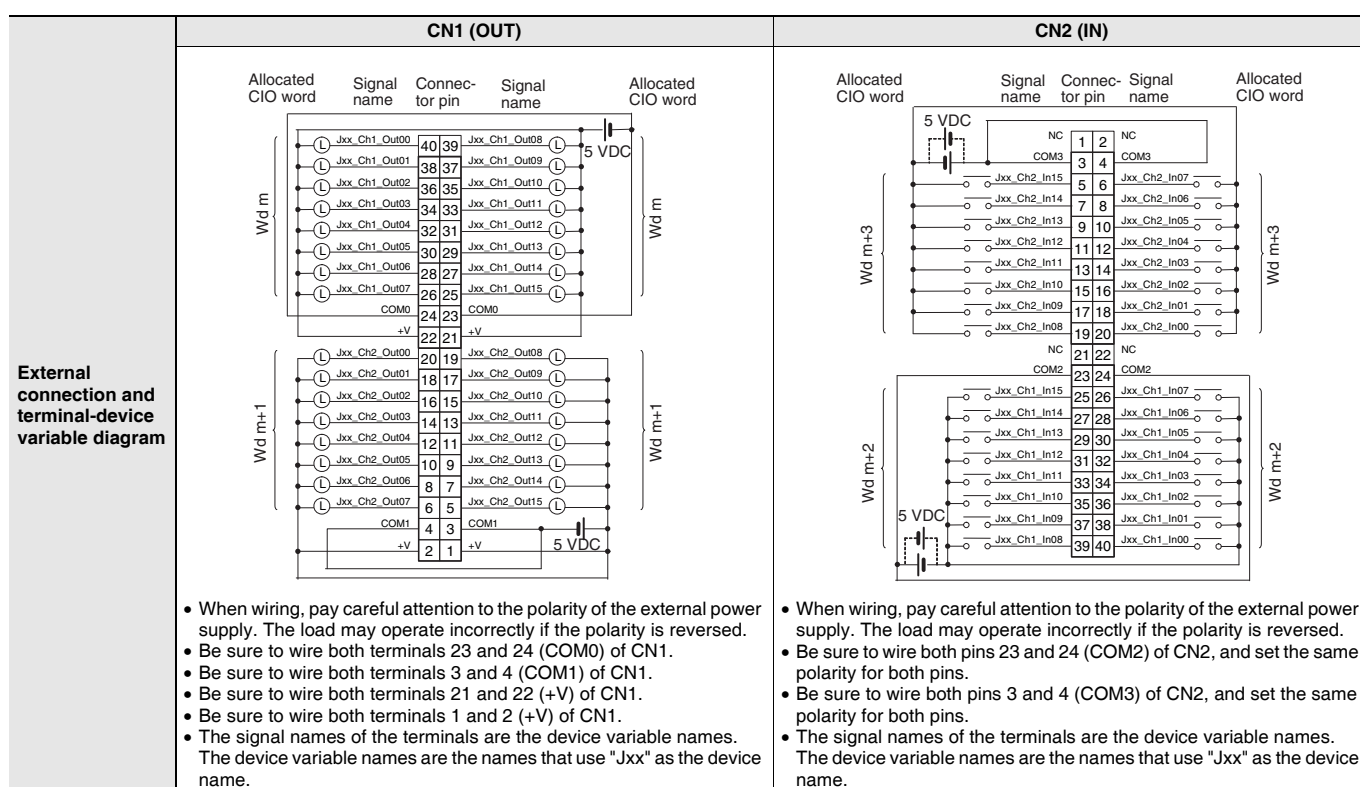 CN1 (OUT)
CN2 (IN)
External
connection and
terminal-device
variable diagram
Allocated
CIO word
Signal
name
Connec-
tor pin
Signal
name
Allocated
CIO word
5 VDC
Wd m
Wd m
Jxx_Ch1_Out00 40 39 Jxx_Ch1_Out08
Jxx_Ch1_Out01 38 37 Jxx_Ch1_Out09
Jxx_Ch1_Out02 36 35 Jxx_Ch1_Out10
Jxx_Ch1_Out03 34 33 Jxx_Ch1_Out11
Jxx_Ch1_Out04 32 31 Jxx_Ch1_Out12
Jxx_Ch1_Out05 30 29 Jxx_Ch1_Out13
Jxx_Ch1_Out06 28 27 Jxx_Ch1_Out14
Jxx_Ch1_Out07 26 25 Jxx_Ch1_Out15
COM0 24 23 COM0
+V 22 21 +V
Wd m+1
Wd m+1
Jxx_Ch2_Out00 20 19 Jxx_Ch2_Out08
Jxx_Ch2_Out01 18 17 Jxx_Ch2_Out09
Jxx_Ch2_Out02 16 15 Jxx_Ch2_Out10
Jxx_Ch2_Out03 14 13 Jxx_Ch2_Out11
Jxx_Ch2_Out04 12 11 Jxx_Ch2_Out12
Jxx_Ch2_Out05 10 9 Jxx_Ch2_Out13
Jxx_Ch2_Out06 8 7 Jxx_Ch2_Out14
Jxx_Ch2_Out07 6 5 Jxx_Ch2_Out15
COM1 4 3 COM1
+V 2 1 +V
5 VDC
• When wiring, pay careful attention to the polarity of the external power
supply. The load may operate incorrectly if the polarity is reversed.
• Be sure to wire both terminals 23 and 24 (COM0) of CN1.
• Be sure to wire both terminals 3 and 4 (COM1) of CN1.
• Be sure to wire both terminals 21 and 22 (+V) of CN1.
• Be sure to wire both terminals 1 and 2 (+V) of CN1.
• The signal names of the terminals are the device variable names.
The device variable names are the names that use "Jxx" as the device
name.
Allocated
CIO word
Signal
name
Connec-
tor pin
Signal
name
Allocated
CIO word
5 VDC
NC 1 2 NC
COM3 3 4 COM3
Wd m+3
Wd m+3
Jxx_Ch2_In15 5 6 Jxx_Ch2_In07
Jxx_Ch2_In14 7 8 Jxx_Ch2_In06
Jxx_Ch2_In13 9 10 Jxx_Ch2_In05
Jxx_Ch2_In12 11 12 Jxx_Ch2_In04
Jxx_Ch2_In11 13 14 Jxx_Ch2_In03
Jxx_Ch2_In10 15 16 Jxx_Ch2_In02
Jxx_Ch2_In09 17 18 Jxx_Ch2_In01
Jxx_Ch2_In08 19 20 Jxx_Ch2_In00
NC 21 22 NC
COM2 23 24 COM2
Wd m+2
Wd m+2
Jxx_Ch1_In15 25 26 Jxx_Ch1_In07
Jxx_Ch1_In14 27 28 Jxx_Ch1_In06
Jxx_Ch1_In13 29 30 Jxx_Ch1_In05
Jxx_Ch1_In12 31 32 Jxx_Ch1_In04
Jxx_Ch1_In11 33 34 Jxx_Ch1_In03
Jxx_Ch1_In10 35 36 Jxx_Ch1_In02
Jxx_Ch1_In09 37 38 Jxx_Ch1_In01
Jxx_Ch1_In08 39 40 Jxx_Ch1_In00
5 VDC
• When wiring, pay careful attention to the polarity of the external power
supply. The load may operate incorrectly if the polarity is reversed.
• Be sure to wire both pins 23 and 24 (COM2) of CN2, and set the same
polarity for both pins.
• Be sure to wire both pins 3 and 4 (COM3) of CN2, and set the same
polarity for both pins.
• The signal names of the terminals are the device variable names.
The device variable names are the names that use "Jxx" as the device
name.